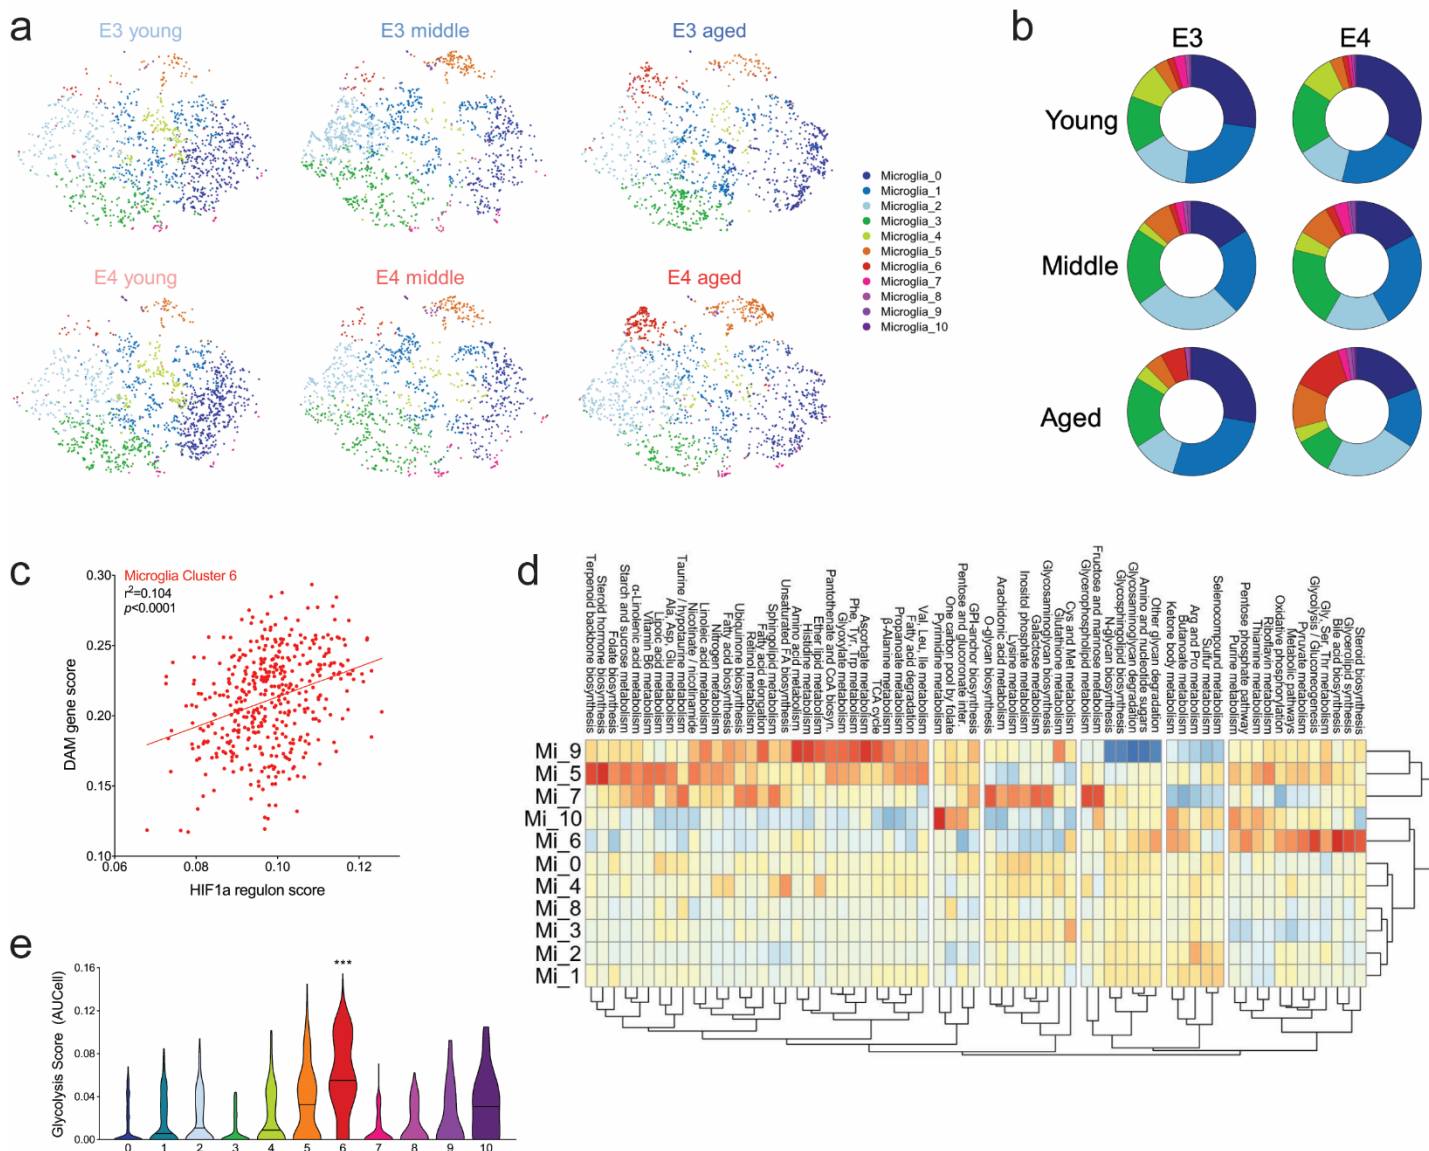 a
E3 young
E3 middle
E3 aged
E4 young
E4 middle
E4 aged
Microglia_0
Microglia_1
Microglia_2
Microglia_3
Microglia_4
Microglia_5
Microglia_6
Microglia_7
Microglia_8
Microglia_9
Microglia_10
b
E3
E4
Young
Middle
Aged
c
Microglia Cluster 6
r²=0.104
p<0.0001
DAM gene score
0.30
0.25
0.20
0.15
0.10
0.06
0.08
0.10
0.12
HIF1a regulon score
d
Terpenoid backbone biosynthesis
Steroid hormone biosynthesis
Folate biosynthesis
Starch and sucrose metabolism
α-Linolenic acid metabolism
Vitamin B6 metabolism
Lipoic acid metabolism
Ala, Asp, Glu metabolism
Taurine / hypotaurine metabolism
Nicotinate / nicotinamide
Linoleic acid metabolism
Nitrogen metabolism
Fatty acid biosynthesis
Ubiquinone biosynthesis
Retinol metabolism
Fatty acid elongation
Sphingolipid metabolism
Unsaturated FA biosynthesis
Amino acid metabolism
Histidine metabolism
Ether lipid metabolism
Pantothenate and CoA biosyn.
Glyoxylate metabolism
Phe, Tyr, Trp metabolism
Ascorbate metabolism
TCA cycle
β-Alanine metabolism
Propanoate metabolism
Fatty acid degradation
Val, Leu, Ile metabolism
Pyrimidine metabolism
One carbon pool by folate
Pentose and glucoronate inter.
GPI-anchor biosynthesis
O-glycan biosynthesis
Arachidonic acid metabolism
Lysine metabolism
Inositol phosphate metabolism
Galactose metabolism
Glycosaminoglycan biosynthesis
Glutathione metabolism
Cys and Met metabolism
Glycerophospholipid metabolism
Fructose and mannose metabolism
N-glycan biosynthesis
Glycosphingolipid biosynthesis
Glycosaminoglycan degradation
Amino and nucleotide sugars
Other glycan degradation
Ketone body metabolism
Butanoate metabolism
Arg and Pro metabolism
Sulfur metabolism
Selenocompound metabolism
Purine metabolism
Pentose phosphate pathway
Thiamine metabolism
Riboflavin metabolism
Oxidative phosphorylation
Metabolic pathways
Pyruvate metabolism
Glycolysis / Gluconeogenesis
Gly, Ser, Thr metabolism
Bile acid biosynthesis
Glycerolipid synthesis
Steroid biosynthesis
Mi_9
Mi_5
Mi_7
Mi_10
Mi_6
Mi_0
Mi_4
Mi_8
Mi_3
Mi_2
Mi_1
e
Glycolysis Score (AUCell)
0.16
0.12
0.08
0.04
0.00
***
0 1 2 3 4 5 6 7 8 9 10